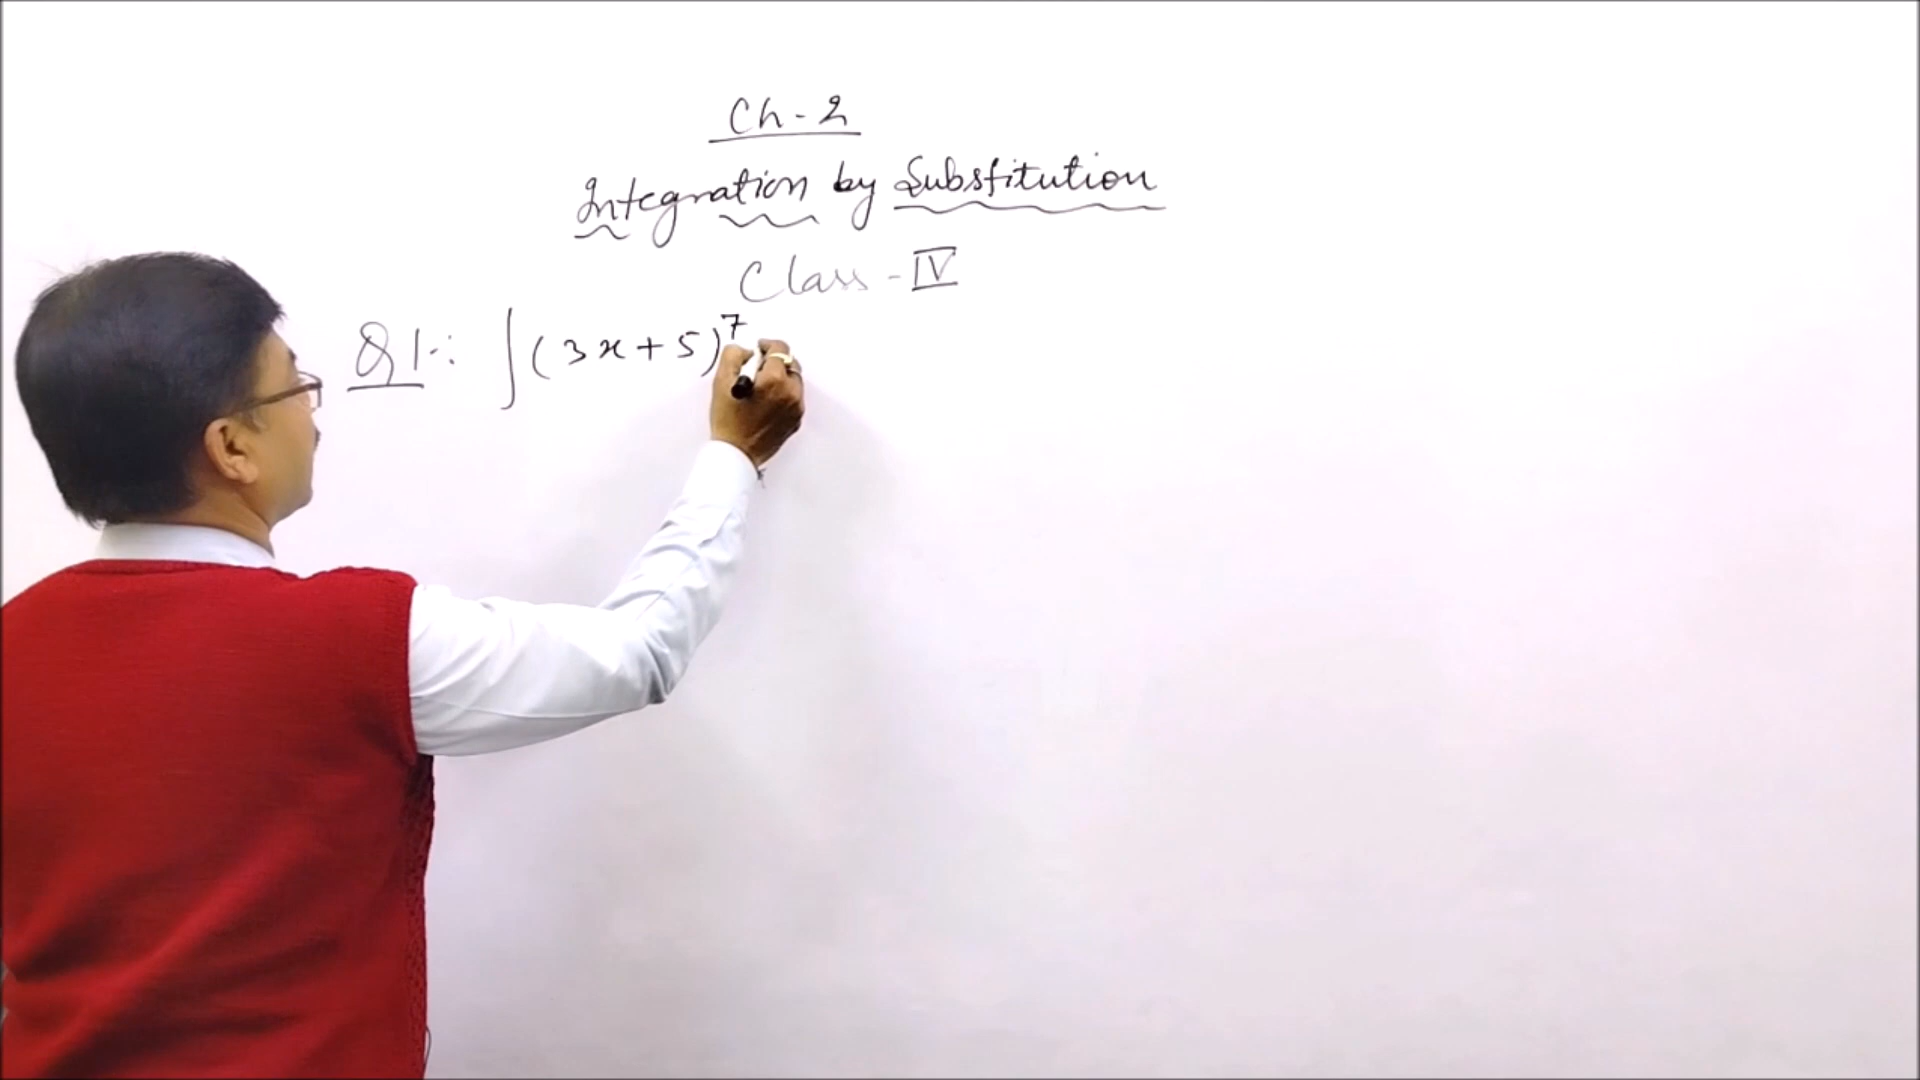 Ch-2
Integration by Substitution
Class-IV
Q1-: ∫(3x+5)⁷